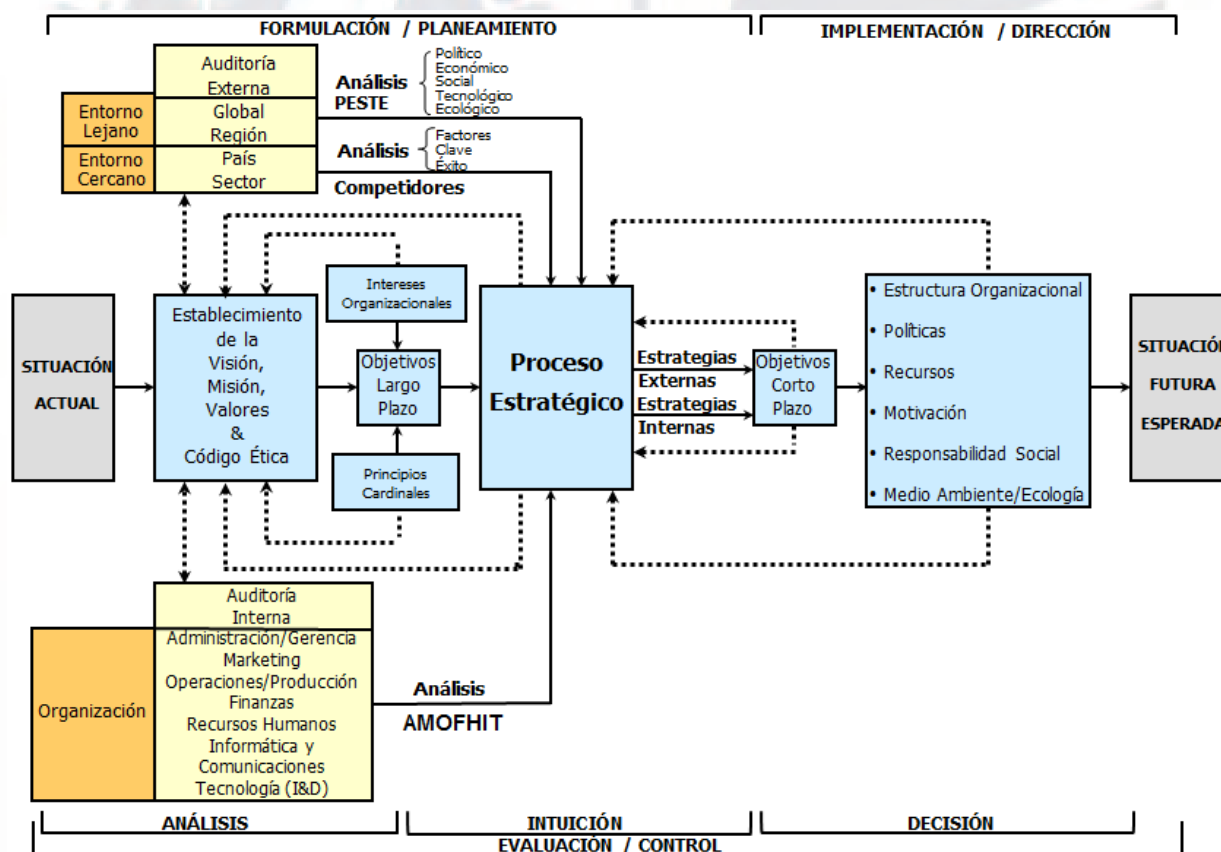 FORMULACIÓN / PLANEAMIENTO
IMPLEMENTACIÓN / DIRECCIÓN
Auditoría
Externa
Entorno
Lejano
Global
Región
Entorno
Cercano
País
Sector
Análisis
PESTE
Político
Económico
Social
Tecnológico
Ecológico
Análisis
Factores
Clave
Éxito
Competidores
SITUACIÓN
ACTUAL
Establecimiento
de la
Visión,
Misión,
Valores
&
Código Ética
Intereses
Organizacionales
Objetivos
Largo
Plazo
Principios
Cardinales
Proceso
Estratégico
Estrategias
Externas
Estrategias
Internas
Objetivos
Corto
Plazo
• Estructura Organizacional
• Políticas
• Recursos
• Motivación
• Responsabilidad Social
• Medio Ambiente/Ecología
SITUACIÓN
FUTURA
ESPERADA
Auditoría
Interna
Organización
Administración/Gerencia
Marketing
Operaciones/Producción
Finanzas
Recursos Humanos
Informática y
Comunicaciones
Tecnología (I&D)
Análisis
AMOFHIT
ANÁLISIS
INTUICIÓN
DECISIÓN
EVALUACIÓN / CONTROL